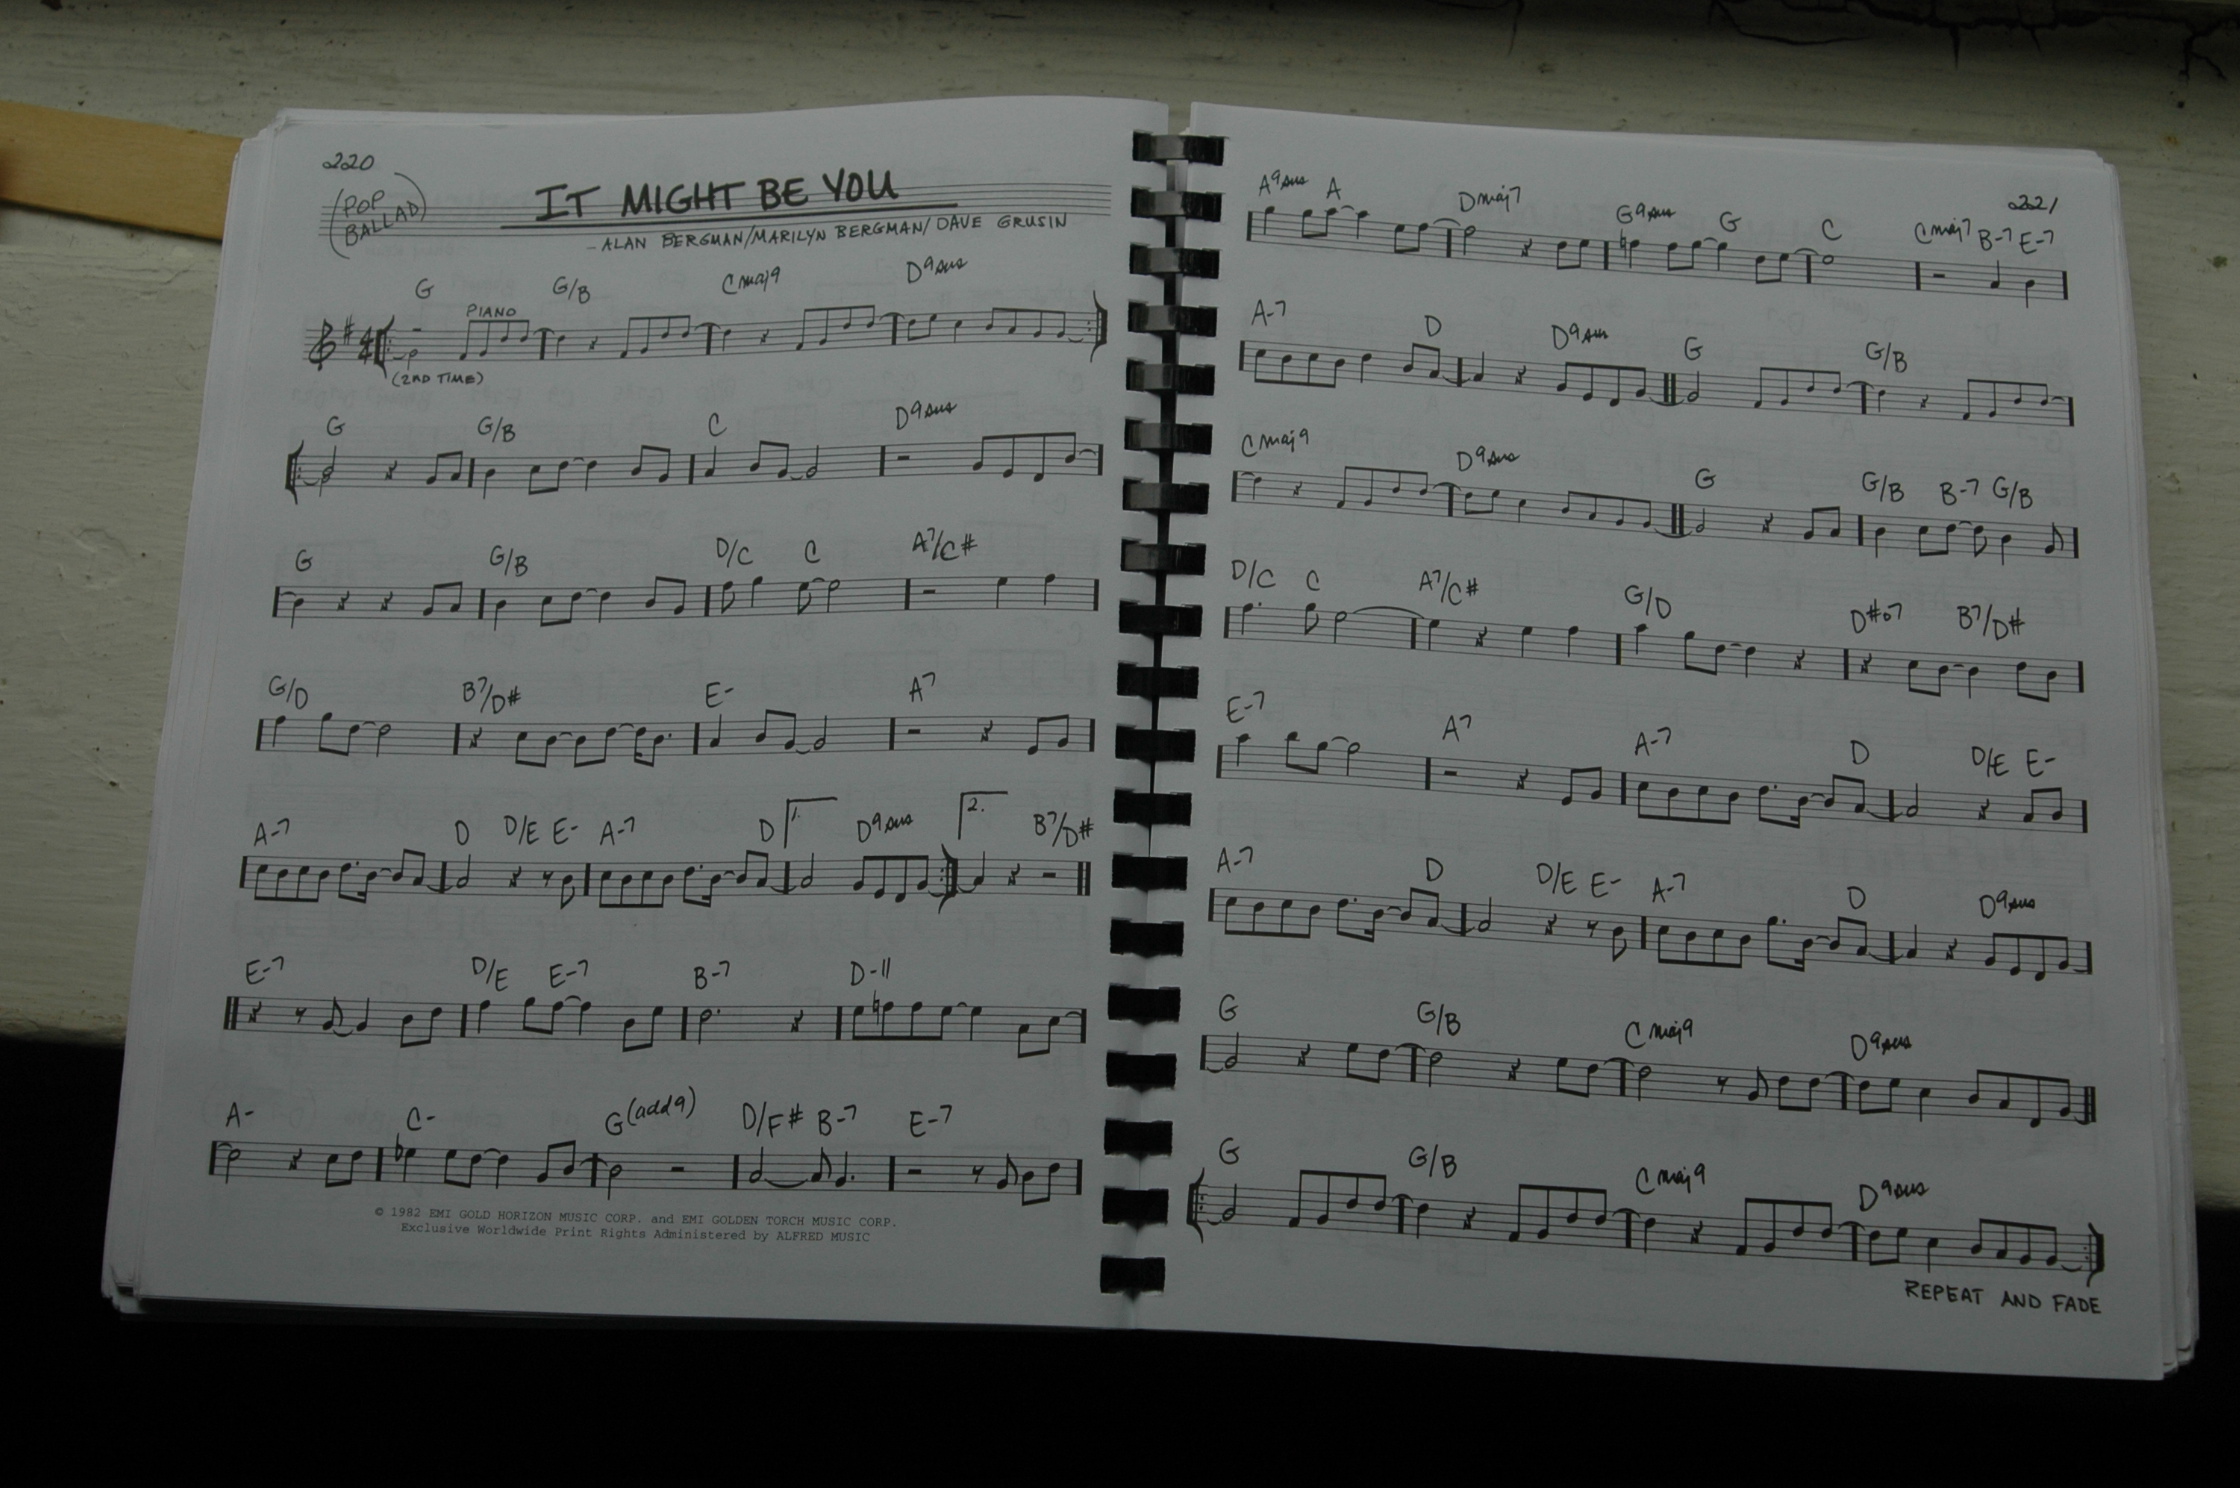 220
(POP BALLAD)
IT MIGHT BE YOU
- ALAN BERGMAN/MARILYN BERGMAN/DAVE GRUSIN
G PIANO G/B Cmaj9 D9sus
4/4
(2ND TIME)
G G/B C D9sus
G G/B D/C C A7/C#
G/D B7/D# E- A7
A-7 D D/E E- A-7 D 1. D9sus 2. B7/D#
E-7 D/E E-7 B-7 D-11
A- C- G(add9) D/F# B-7 E-7
© 1982 EMI GOLD HORIZON MUSIC CORP. and EMI GOLDEN TORCH MUSIC CORP.
Exclusive Worldwide Print Rights Administered by ALFRED MUSIC
221
A9sus A Dmaj7 G9sus G C Cmaj7 B-7 E-7
A-7 D D9sus G G/B
Cmaj9 D9sus G G/B B-7 G/B
D/C C A7/C# G/D D#o7 B7/D#
E-7 A7 A-7 D D/E E-
A-7 D D/E E- A-7 D D9sus
G G/B Cmaj9 D9sus
G G/B Cmaj9 D9sus
REPEAT AND FADE